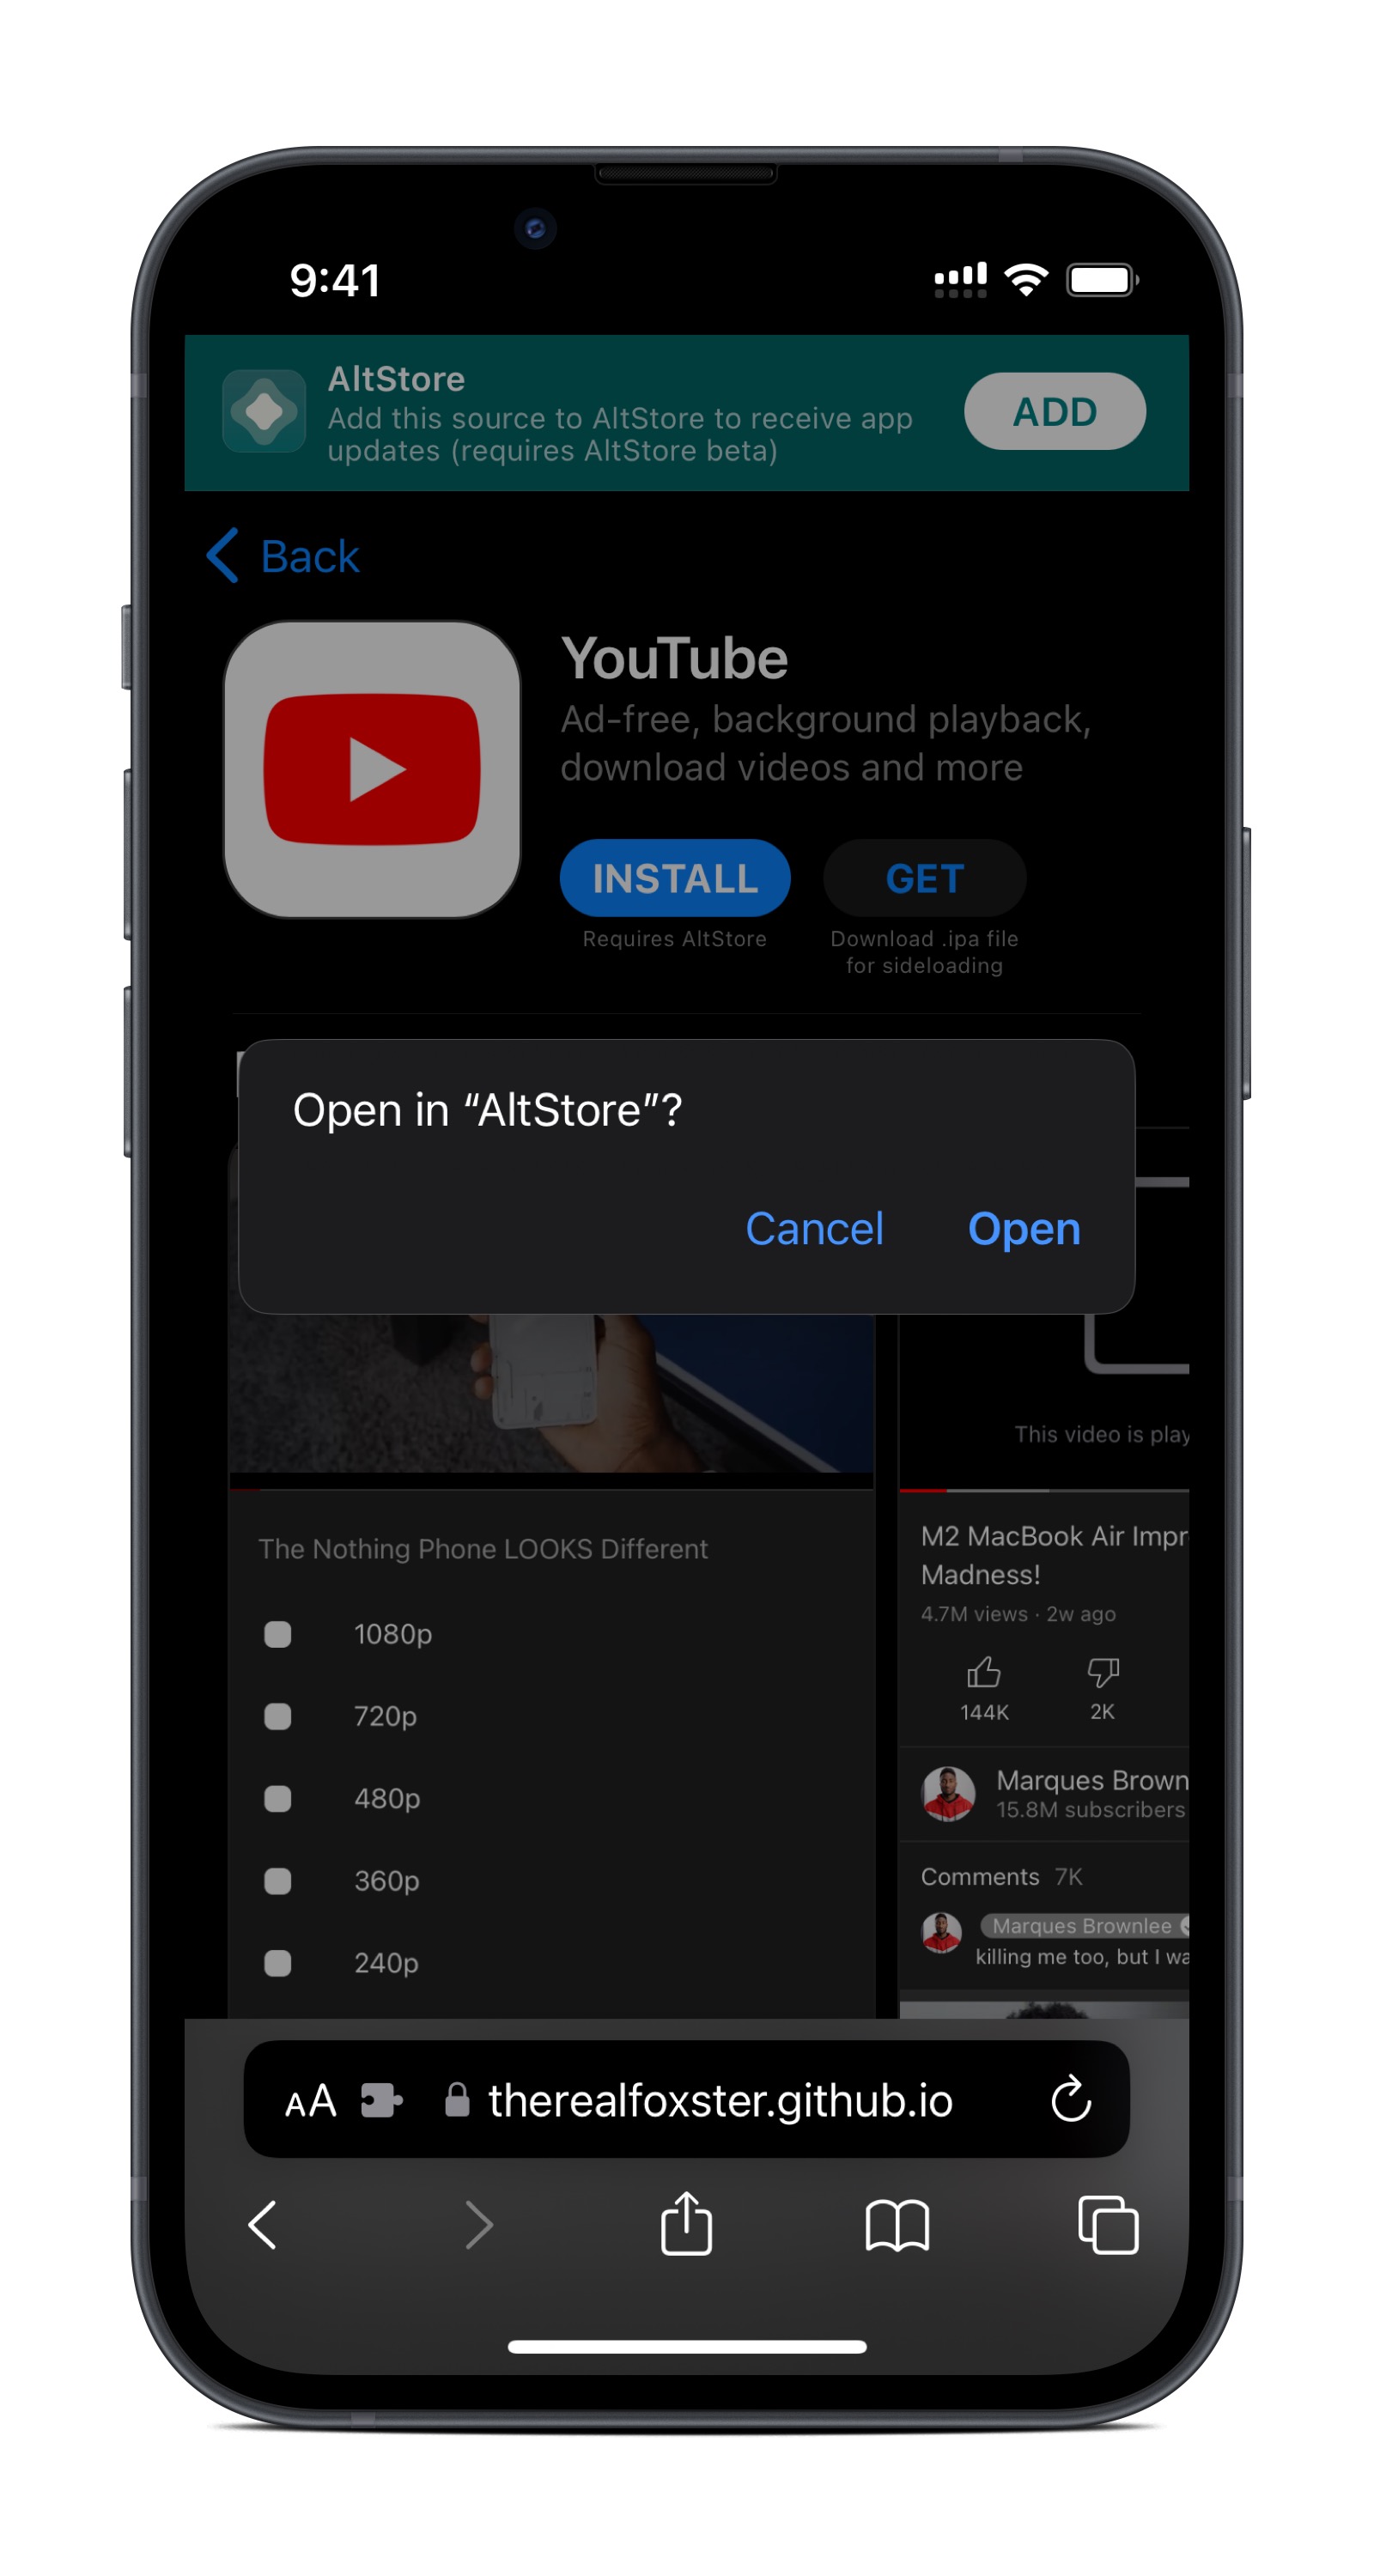 9:41
AltStore
Add this source to AltStore to receive app
updates (requires AltStore beta)
ADD
Back
YouTube
Ad-free, background playback,
download videos and more
INSTALL
GET
Requires AltStore
Download .ipa file
for sideloading
Open in “AltStore”?
Cancel
Open
This video is play
The Nothing Phone LOOKS Different
1080p
720p
480p
360p
240p
M2 MacBook Air Impr
Madness!
4.7M views · 2w ago
144K
2K
Marques Brown
15.8M subscribers
Comments 7K
Marques Brownlee
killing me too, but I wa
AA
therealfoxster.github.io